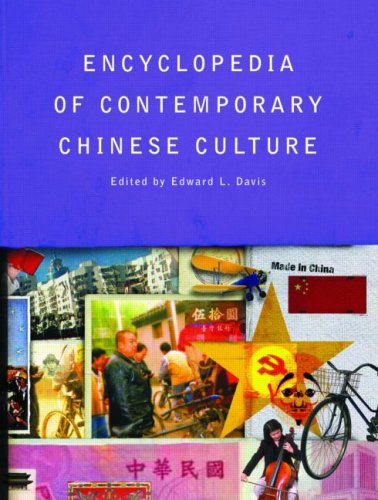 ENCYCLOPEDIA
OF CONTEMPORARY
CHINESE CULTURE
Edited by Edward L. Davis
Made in China
伍拾圓
中華民國